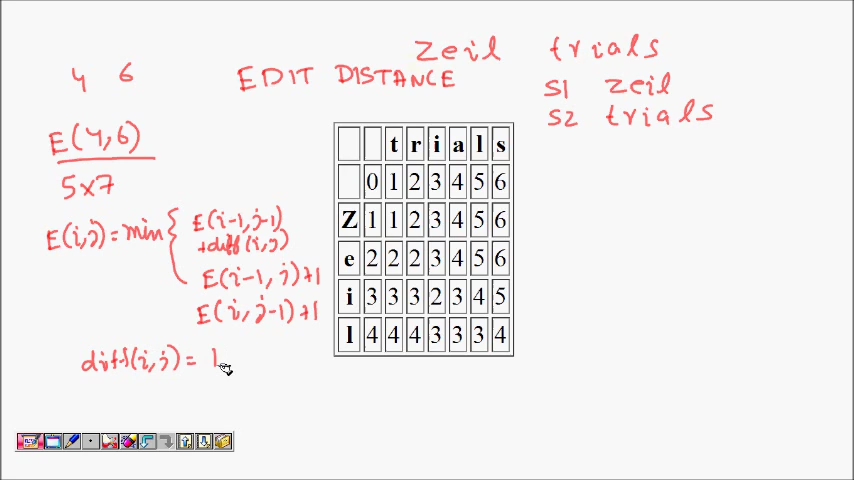 zeil trials
4 6
EDIT DISTANCE
S1 zeil
S2 trials
E(4,6)
5x7
E(i,j) = min { E(i-1, j-1)
+diff(i,j)
E(i-1, j)+1
E(i, j-1)+1
diff(i,j) = 1
t r i a l s
0 1 2 3 4 5 6
Z 1 1 2 3 4 5 6
e 2 2 2 3 4 5 6
i 3 3 3 2 3 4 5
l 4 4 4 3 3 3 4